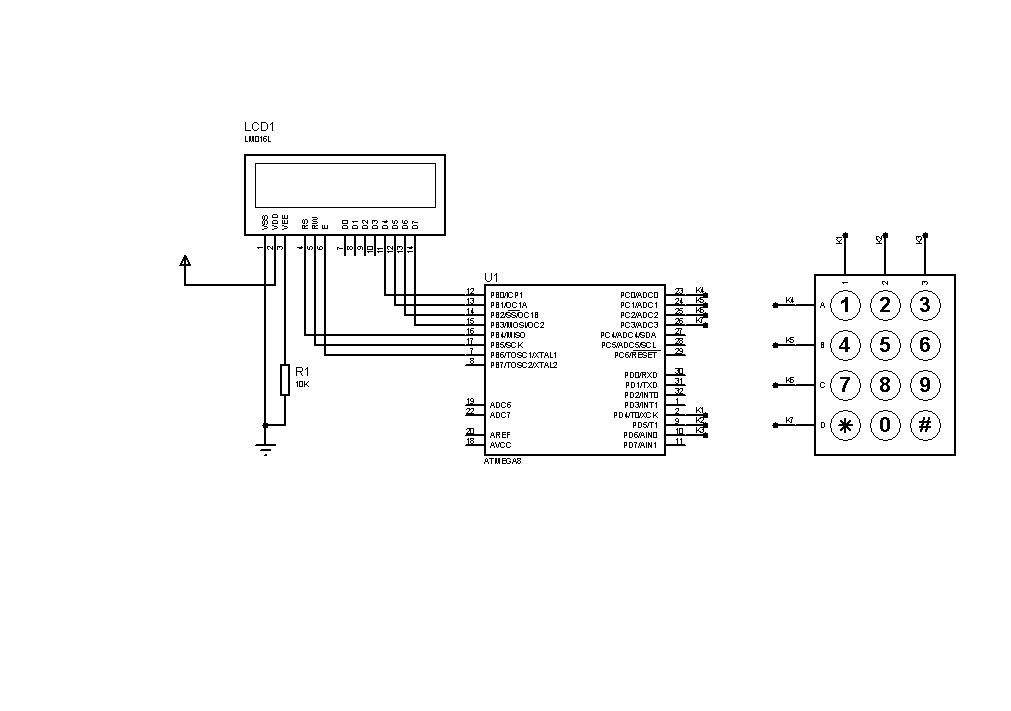 LCD1
LM016L
VSS
VDD
VEE
RS
RW
E
D0
D1
D2
D3
D4
D5
D6
D7
1
2
3
4
5
6
7
8
9
10
11
12
13
14
R1
10K
U1
12 PB0/ICP1
13 PB1/OC1A
14 PB2/SS/OC1B
15 PB3/MOSI/OC2
16 PB4/MISO
17 PB5/SCK
7 PB6/TOSC1/XTAL1
8 PB7/TOSC2/XTAL2
19 ADC6
22 ADC7
20 AREF
18 AVCC
PC0/ADC0 23 K4
PC1/ADC1 24 K5
PC2/ADC2 25 K6
PC3/ADC3 26 K7
PC4/ADC4/SDA 27
PC5/ADC5/SCL 28
PC6/RESET 29
PD0/RXD 30
PD1/TXD 31
PD2/INT0 32
PD3/INT1 1
PD4/T0/XCK 2 K1
PD5/T1 9 K2
PD6/AIN0 10 K3
PD7/AIN1 11
ATMEGA8
K1 K2 K3
1 2 3
K4 A 1 2 3
K5 B 4 5 6
K6 C 7 8 9
K7 D * 0 #